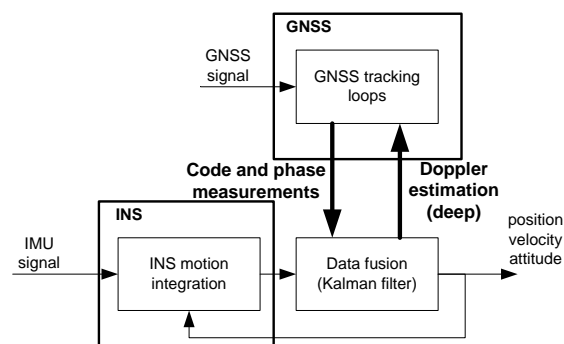 GNSS
GNSS
signal
GNSS tracking
loops
Code and phase
measurements
Doppler
estimation
(deep)
INS
IMU
signal
INS motion
integration
Data fusion
(Kalman filter)
position
velocity
attitude